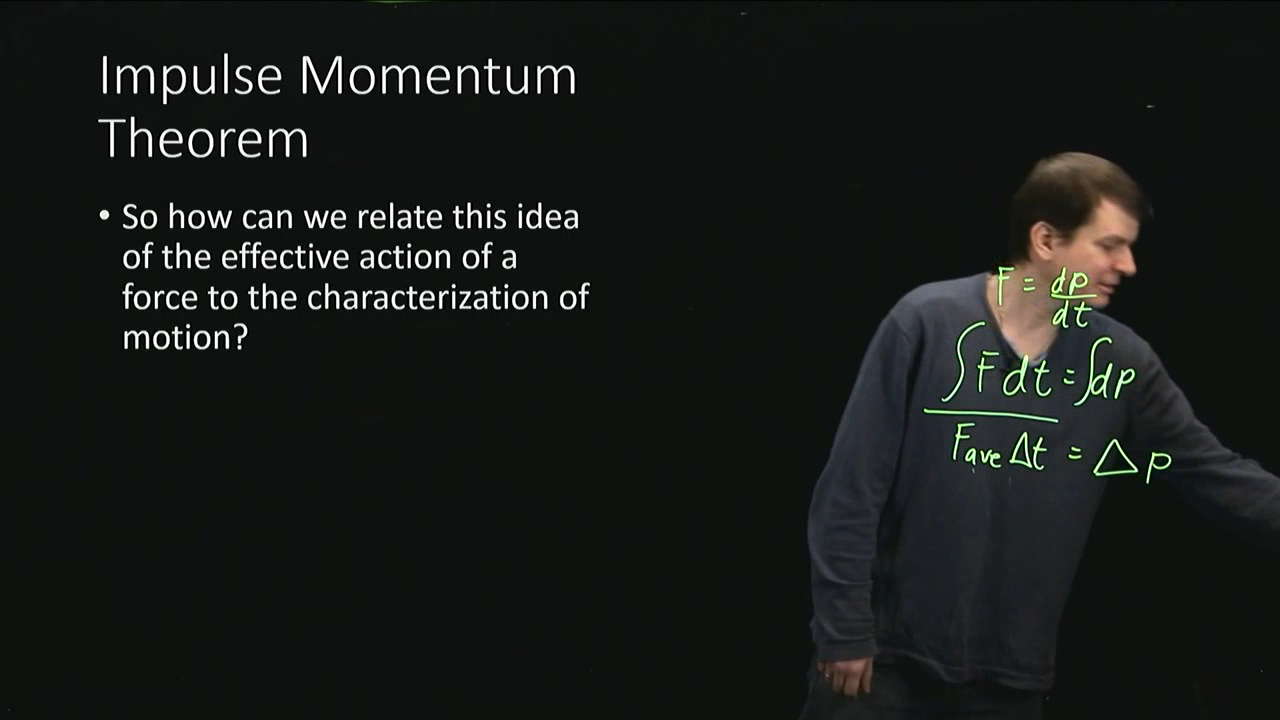 Impulse Momentum
Theorem
• So how can we relate this idea
of the effective action of a
force to the characterization of
motion?
F = dp/dt
∫F dt = ∫dp
F_ave Δt = Δp